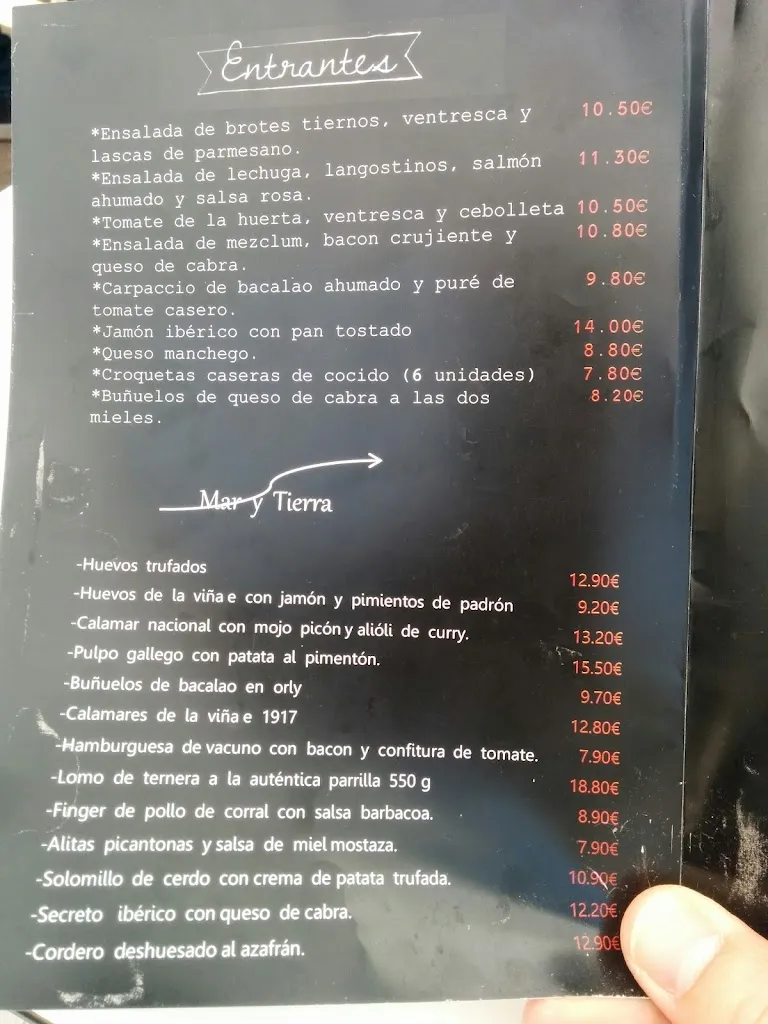 Entrantes
*Ensalada de brotes tiernos, ventresca y 10.50€
lascas de parmesano.
*Ensalada de lechuga, langostinos, salmón 11.30€
ahumado y salsa rosa.
*Tomate de la huerta, ventresca y cebolleta 10.50€
*Ensalada de mezclum, bacon crujiente y 10.80€
queso de cabra.
*Carpaccio de bacalao ahumado y puré de 9.80€
tomate casero.
*Jamón ibérico con pan tostado 14.00€
*Queso manchego. 8.80€
*Croquetas caseras de cocido (6 unidades) 7.80€
*Buñuelos de queso de cabra a las dos 8.20€
mieles.
Mar y Tierra
-Huevos trufados 12.90€
-Huevos de la viña e con jamón y pimientos de padrón 9.20€
-Calamar nacional con mojo picón y alióli de curry. 13.20€
-Pulpo gallego con patata al pimentón. 15.50€
-Buñuelos de bacalao en orly 9.70€
-Calamares de la viña e 1917 12.80€
-Hamburguesa de vacuno con bacon y confitura de tomate. 7.90€
-Lomo de ternera a la auténtica parrilla 550 g 18.80€
-Finger de pollo de corral con salsa barbacoa. 8.90€
-Alitas picantonas y salsa de miel mostaza. 7.90€
-Solomillo de cerdo con crema de patata trufada. 10.90€
-Secreto ibérico con queso de cabra. 12.20€
-Cordero deshuesado al azafrán. 12.90€